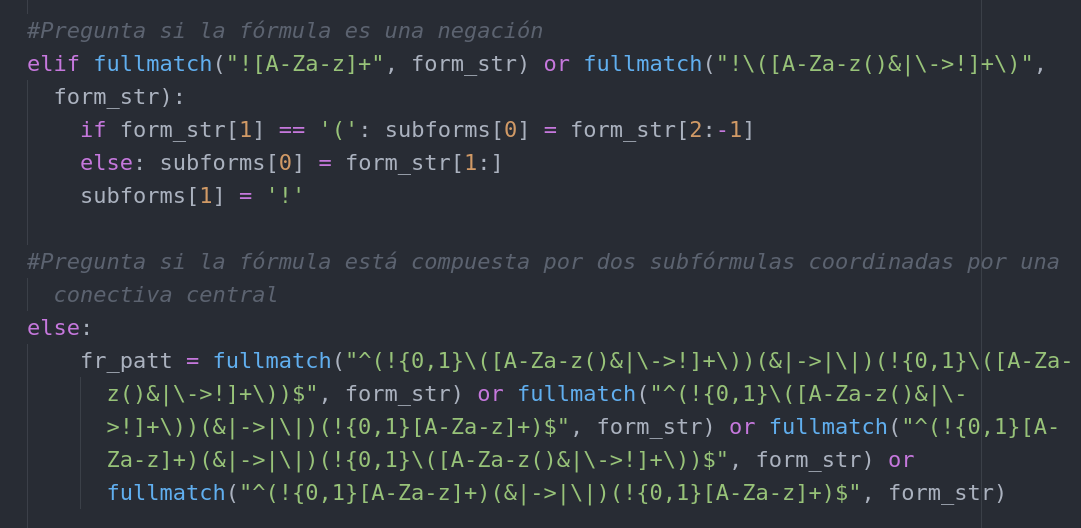 #Pregunta si la fórmula es una negación
elif fullmatch("![A-Za-z]+", form_str) or fullmatch("!\([A-Za-z()&|\->!]+\)",
form_str):
if form_str[1] == '(': subforms[0] = form_str[2:-1]
else: subforms[0] = form_str[1:]
subforms[1] = '!'
#Pregunta si la fórmula está compuesta por dos subfórmulas coordinadas por una
conectiva central
else:
fr_patt = fullmatch("^(!{0,1}\([A-Za-z()&|\->!]+\))(&|->|\|)(!{0,1}\([A-Za-
z()&|\->!]+\))$", form_str) or fullmatch("^(!{0,1}\([A-Za-z()&|\-
>!]+\))(&|->|\|)(!{0,1}[A-Za-z]+)$", form_str) or fullmatch("^(!{0,1}[A-
Za-z]+)(&|->|\|)(!{0,1}\([A-Za-z()&|\->!]+\))$", form_str) or
fullmatch("^(!{0,1}[A-Za-z]+)(&|->|\|)(!{0,1}[A-Za-z]+)$", form_str)